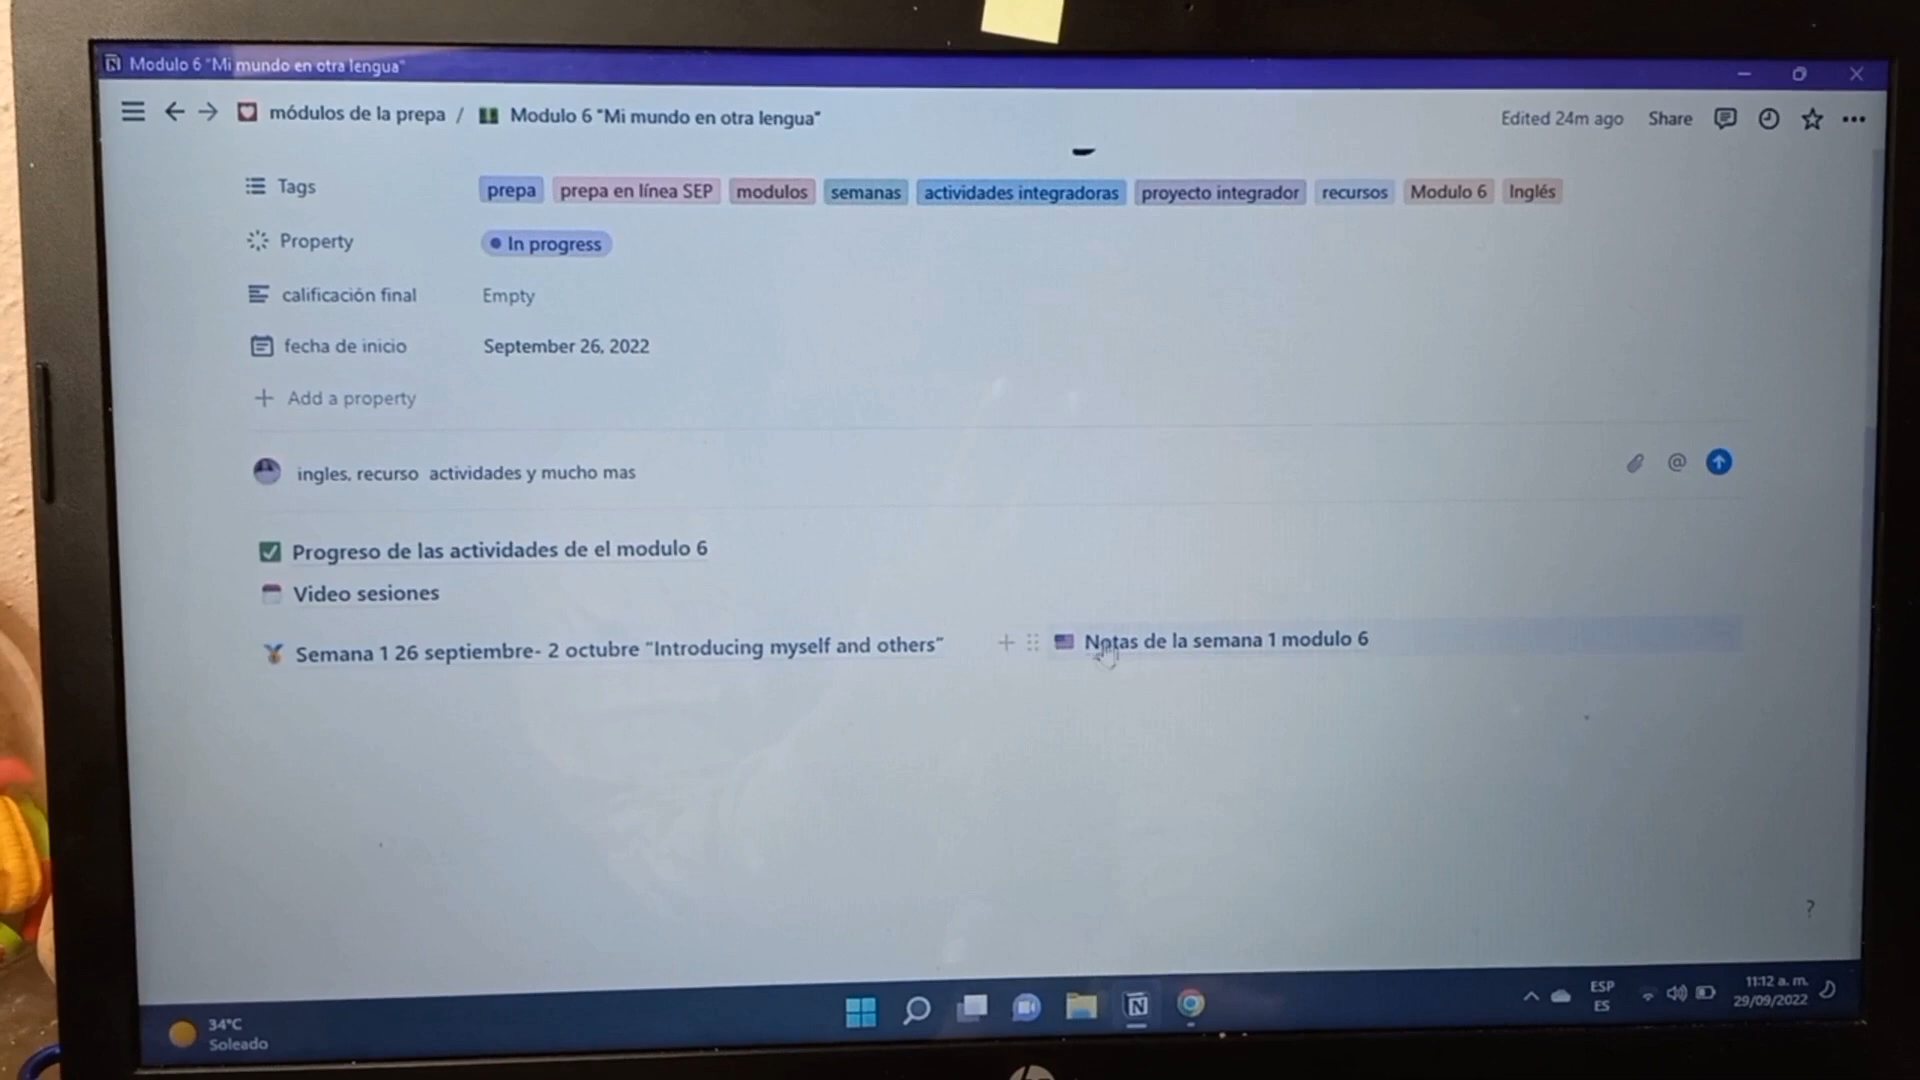 Modulo 6 "Mi mundo en otra lengua"
módulos de la prepa / Modulo 6 "Mi mundo en otra lengua"
Edited 24m ago Share
Tags prepa prepa en línea SEP modulos semanas actividades integradoras proyecto integrador recursos Modulo 6 Inglés
Property In progress
calificación final Empty
fecha de inicio September 26, 2022
+ Add a property
ingles, recurso actividades y mucho mas @
Progreso de las actividades de el modulo 6
Video sesiones
Semana 1 26 septiembre- 2 octubre "Introducing myself and others"
Notas de la semana 1 modulo 6
?
34°C
Soleado
ESP
ES
11:12 a. m.
29/09/2022
hp